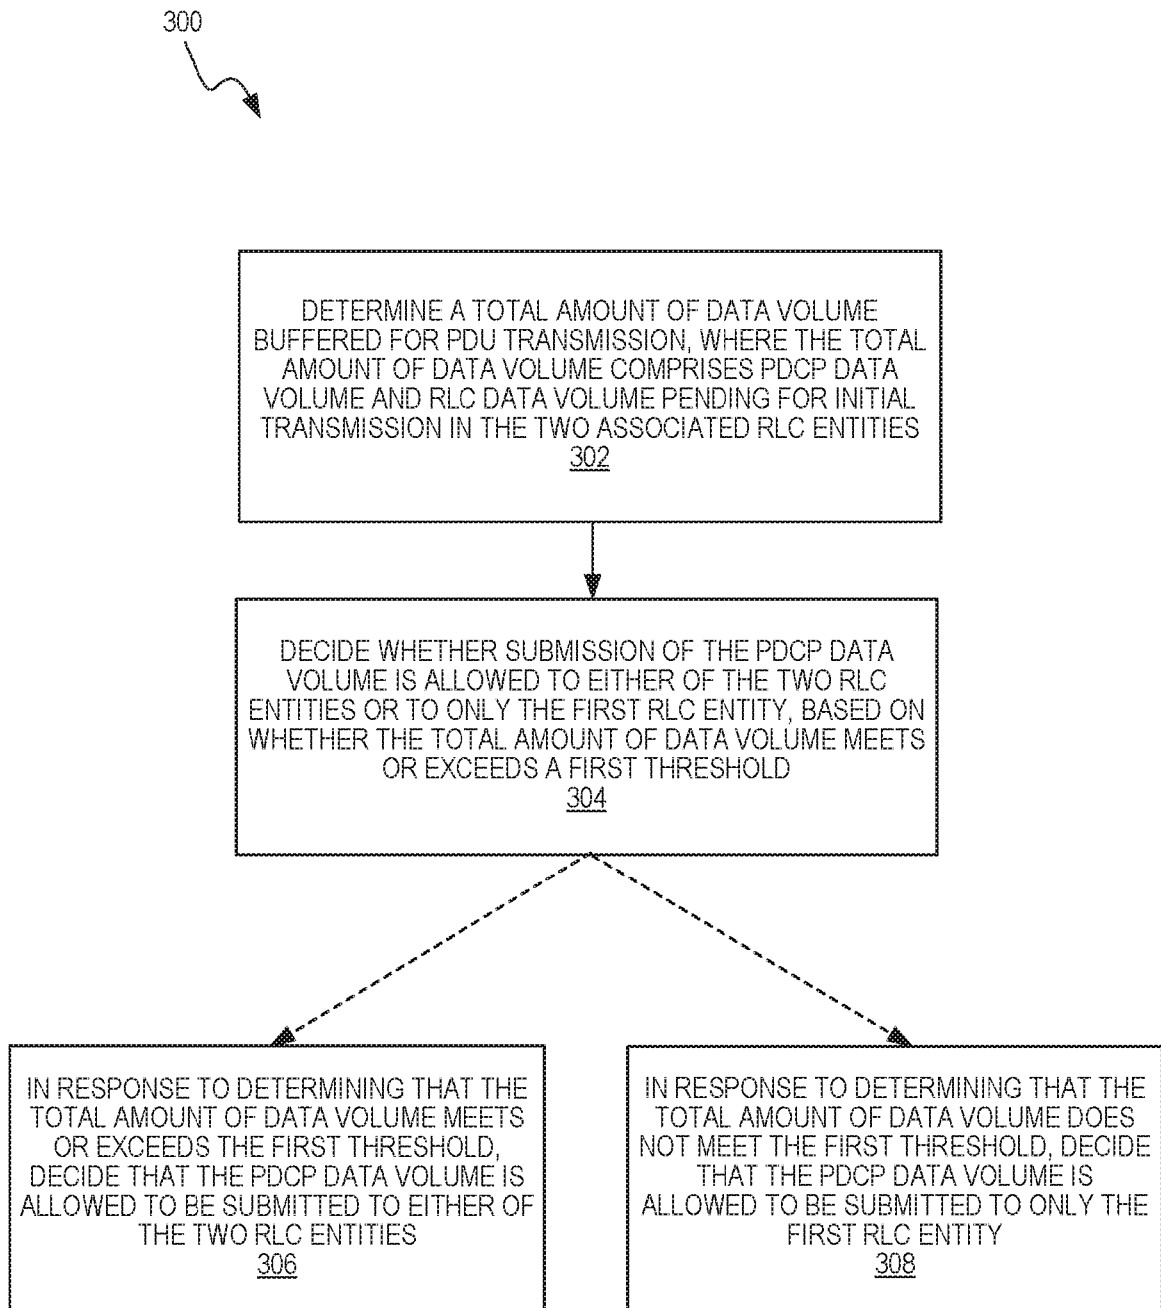 300
DETERMINE A TOTAL AMOUNT OF DATA VOLUME
BUFFERED FOR PDU TRANSMISSION, WHERE THE TOTAL
AMOUNT OF DATA VOLUME COMPRISES PDCP DATA
VOLUME AND RLC DATA VOLUME PENDING FOR INITIAL
TRANSMISSION IN THE TWO ASSOCIATED RLC ENTITIES
302
DECIDE WHETHER SUBMISSION OF THE PDCP DATA
VOLUME IS ALLOWED TO EITHER OF THE TWO RLC
ENTITIES OR TO ONLY THE FIRST RLC ENTITY, BASED ON
WHETHER THE TOTAL AMOUNT OF DATA VOLUME MEETS
OR EXCEEDS A FIRST THRESHOLD
304
IN RESPONSE TO DETERMINING THAT THE
TOTAL AMOUNT OF DATA VOLUME MEETS
OR EXCEEDS THE FIRST THRESHOLD,
DECIDE THAT THE PDCP DATA VOLUME IS
ALLOWED TO BE SUBMITTED TO EITHER OF
THE TWO RLC ENTITIES
306
IN RESPONSE TO DETERMINING THAT THE
TOTAL AMOUNT OF DATA VOLUME DOES
NOT MEET THE FIRST THRESHOLD, DECIDE
THAT THE PDCP DATA VOLUME IS
ALLOWED TO BE SUBMITTED TO ONLY THE
FIRST RLC ENTITY
308